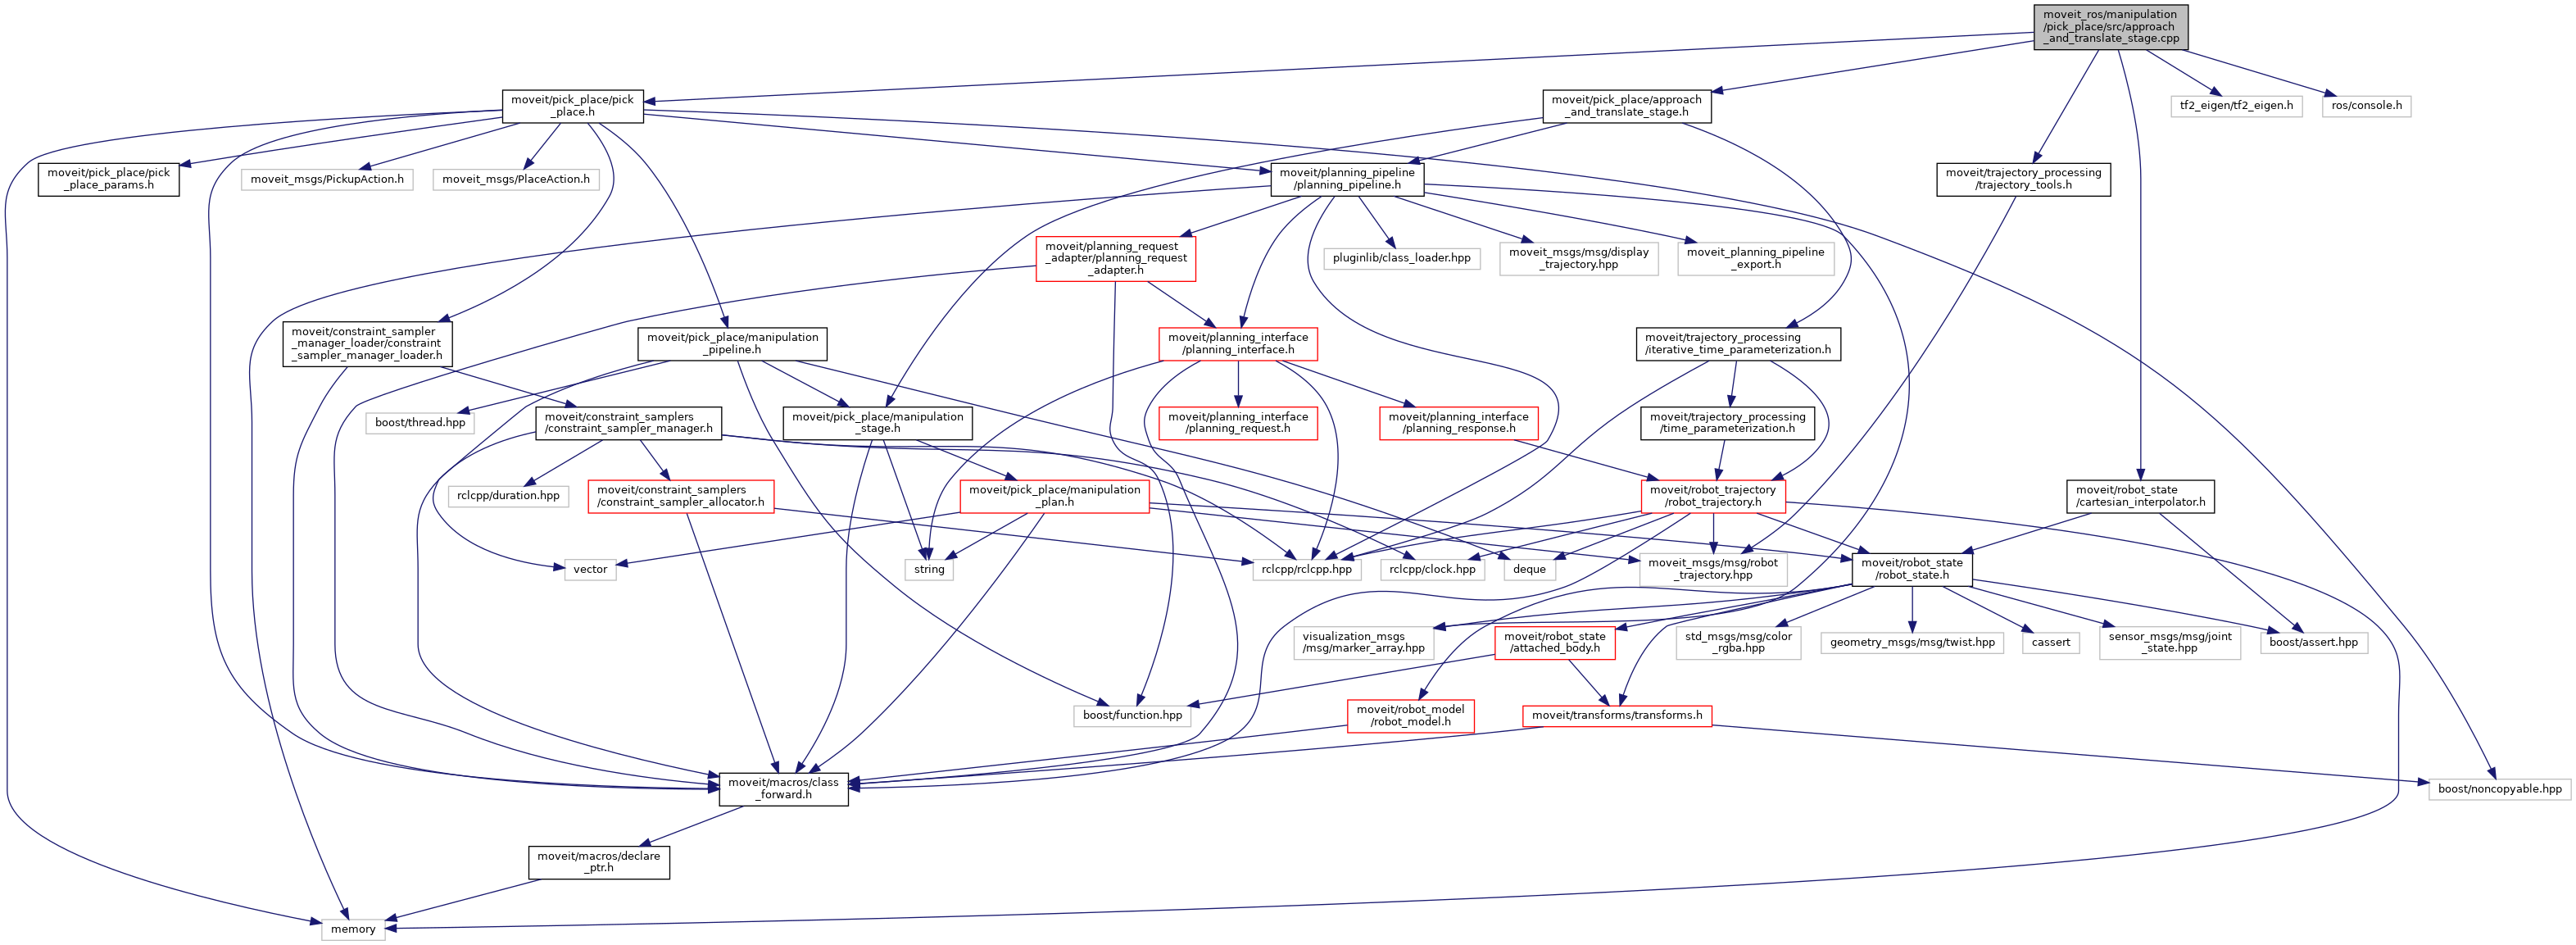 moveit_ros/manipulation
/pick_place/src/approach
_and_translate_stage.cpp
moveit/pick_place/pick
_place.h
moveit/pick_place/approach
_and_translate_stage.h
tf2_eigen/tf2_eigen.h
ros/console.h
moveit/pick_place/pick
_place_params.h
moveit_msgs/PickupAction.h
moveit_msgs/PlaceAction.h
moveit/planning_pipeline
/planning_pipeline.h
moveit/trajectory_processing
/trajectory_tools.h
moveit/planning_request
_adapter/planning_request
_adapter.h
pluginlib/class_loader.hpp
moveit_msgs/msg/display
_trajectory.hpp
moveit_planning_pipeline
_export.h
moveit/constraint_sampler
_manager_loader/constraint
_sampler_manager_loader.h
moveit/pick_place/manipulation
_pipeline.h
moveit/planning_interface
/planning_interface.h
moveit/trajectory_processing
/iterative_time_parameterization.h
boost/thread.hpp
moveit/constraint_samplers
/constraint_sampler_manager.h
moveit/pick_place/manipulation
_stage.h
moveit/planning_interface
/planning_request.h
moveit/planning_interface
/planning_response.h
moveit/trajectory_processing
/time_parameterization.h
rclcpp/duration.hpp
moveit/constraint_samplers
/constraint_sampler_allocator.h
moveit/pick_place/manipulation
_plan.h
moveit/robot_trajectory
/robot_trajectory.h
moveit/robot_state
/cartesian_interpolator.h
vector
string
rclcpp/rclcpp.hpp
rclcpp/clock.hpp
deque
moveit_msgs/msg/robot
_trajectory.hpp
moveit/robot_state
/robot_state.h
visualization_msgs
/msg/marker_array.hpp
moveit/robot_state
/attached_body.h
std_msgs/msg/color
_rgba.hpp
geometry_msgs/msg/twist.hpp
cassert
sensor_msgs/msg/joint
_state.hpp
boost/assert.hpp
boost/function.hpp
moveit/robot_model
/robot_model.h
moveit/transforms/transforms.h
moveit/macros/class
_forward.h
boost/noncopyable.hpp
moveit/macros/declare
_ptr.h
memory